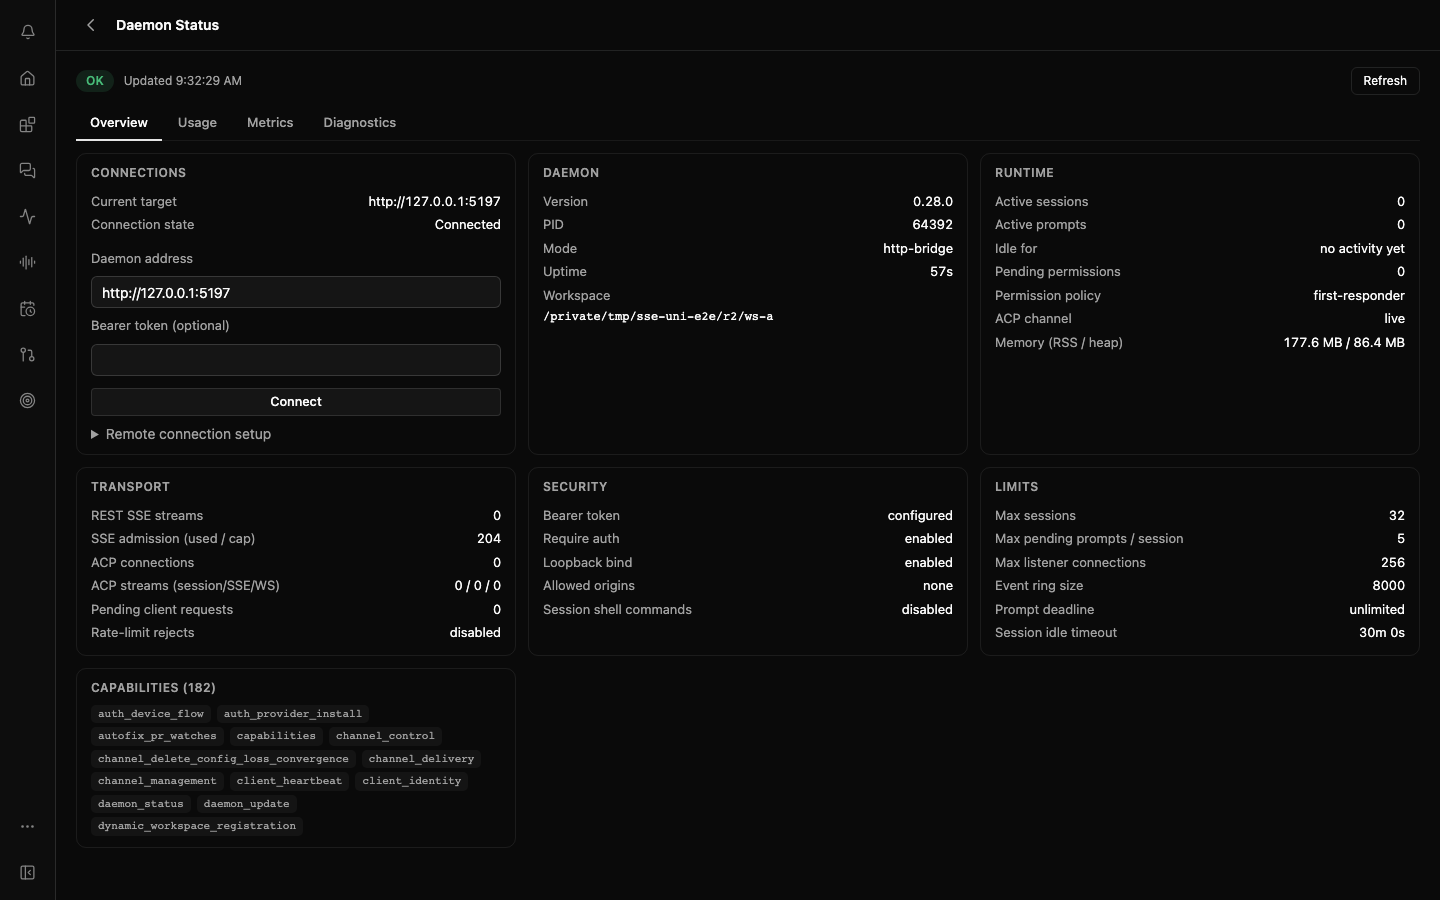 Daemon Status
OK Updated 9:32:29 AM Refresh
Overview Usage Metrics Diagnostics
CONNECTIONS
Current target http://127.0.0.1:5197
Connection state Connected
Daemon address
http://127.0.0.1:5197
Bearer token (optional)
Connect
Remote connection setup
DAEMON
Version 0.28.0
PID 64392
Mode http-bridge
Uptime 57s
Workspace
/private/tmp/sse-uni-e2e/r2/ws-a
RUNTIME
Active sessions 0
Active prompts 0
Idle for no activity yet
Pending permissions 0
Permission policy first-responder
ACP channel live
Memory (RSS / heap) 177.6 MB / 86.4 MB
TRANSPORT
REST SSE streams 0
SSE admission (used / cap) 204
ACP connections 0
ACP streams (session/SSE/WS) 0 / 0 / 0
Pending client requests 0
Rate-limit rejects disabled
SECURITY
Bearer token configured
Require auth enabled
Loopback bind enabled
Allowed origins none
Session shell commands disabled
LIMITS
Max sessions 32
Max pending prompts / session 5
Max listener connections 256
Event ring size 8000
Prompt deadline unlimited
Session idle timeout 30m 0s
CAPABILITIES (182)
auth_device_flow auth_provider_install
autofix_pr_watches capabilities channel_control
channel_delete_config_loss_convergence channel_delivery
channel_management client_heartbeat client_identity
daemon_status daemon_update
dynamic_workspace_registration